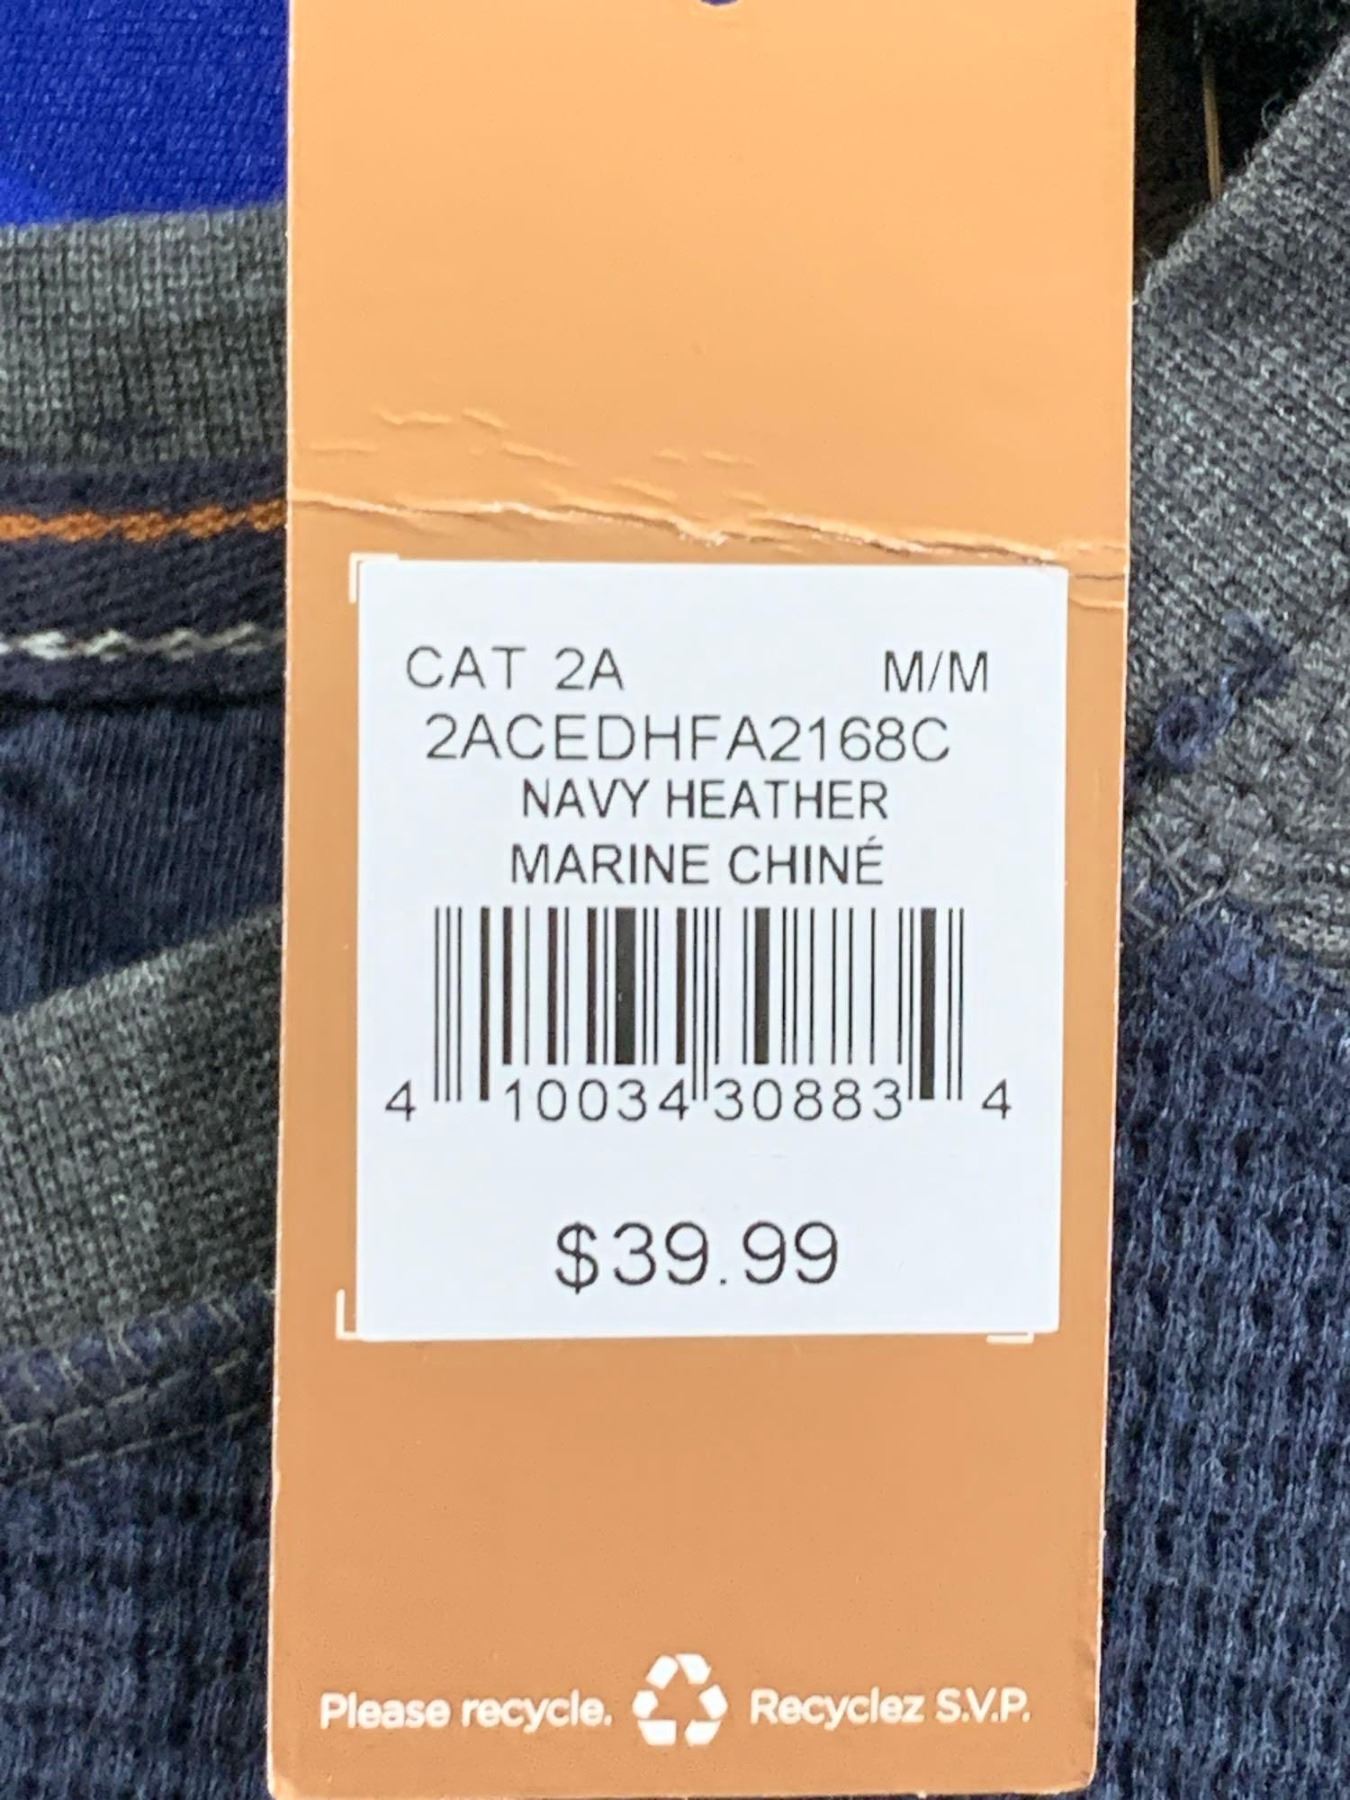 CAT 2A M/M
2ACEDHFA2168C
NAVY HEATHER
MARINE CHINÉ
4 10034 30883 4
$39.99
Please recycle. Recyclez S.V.P.